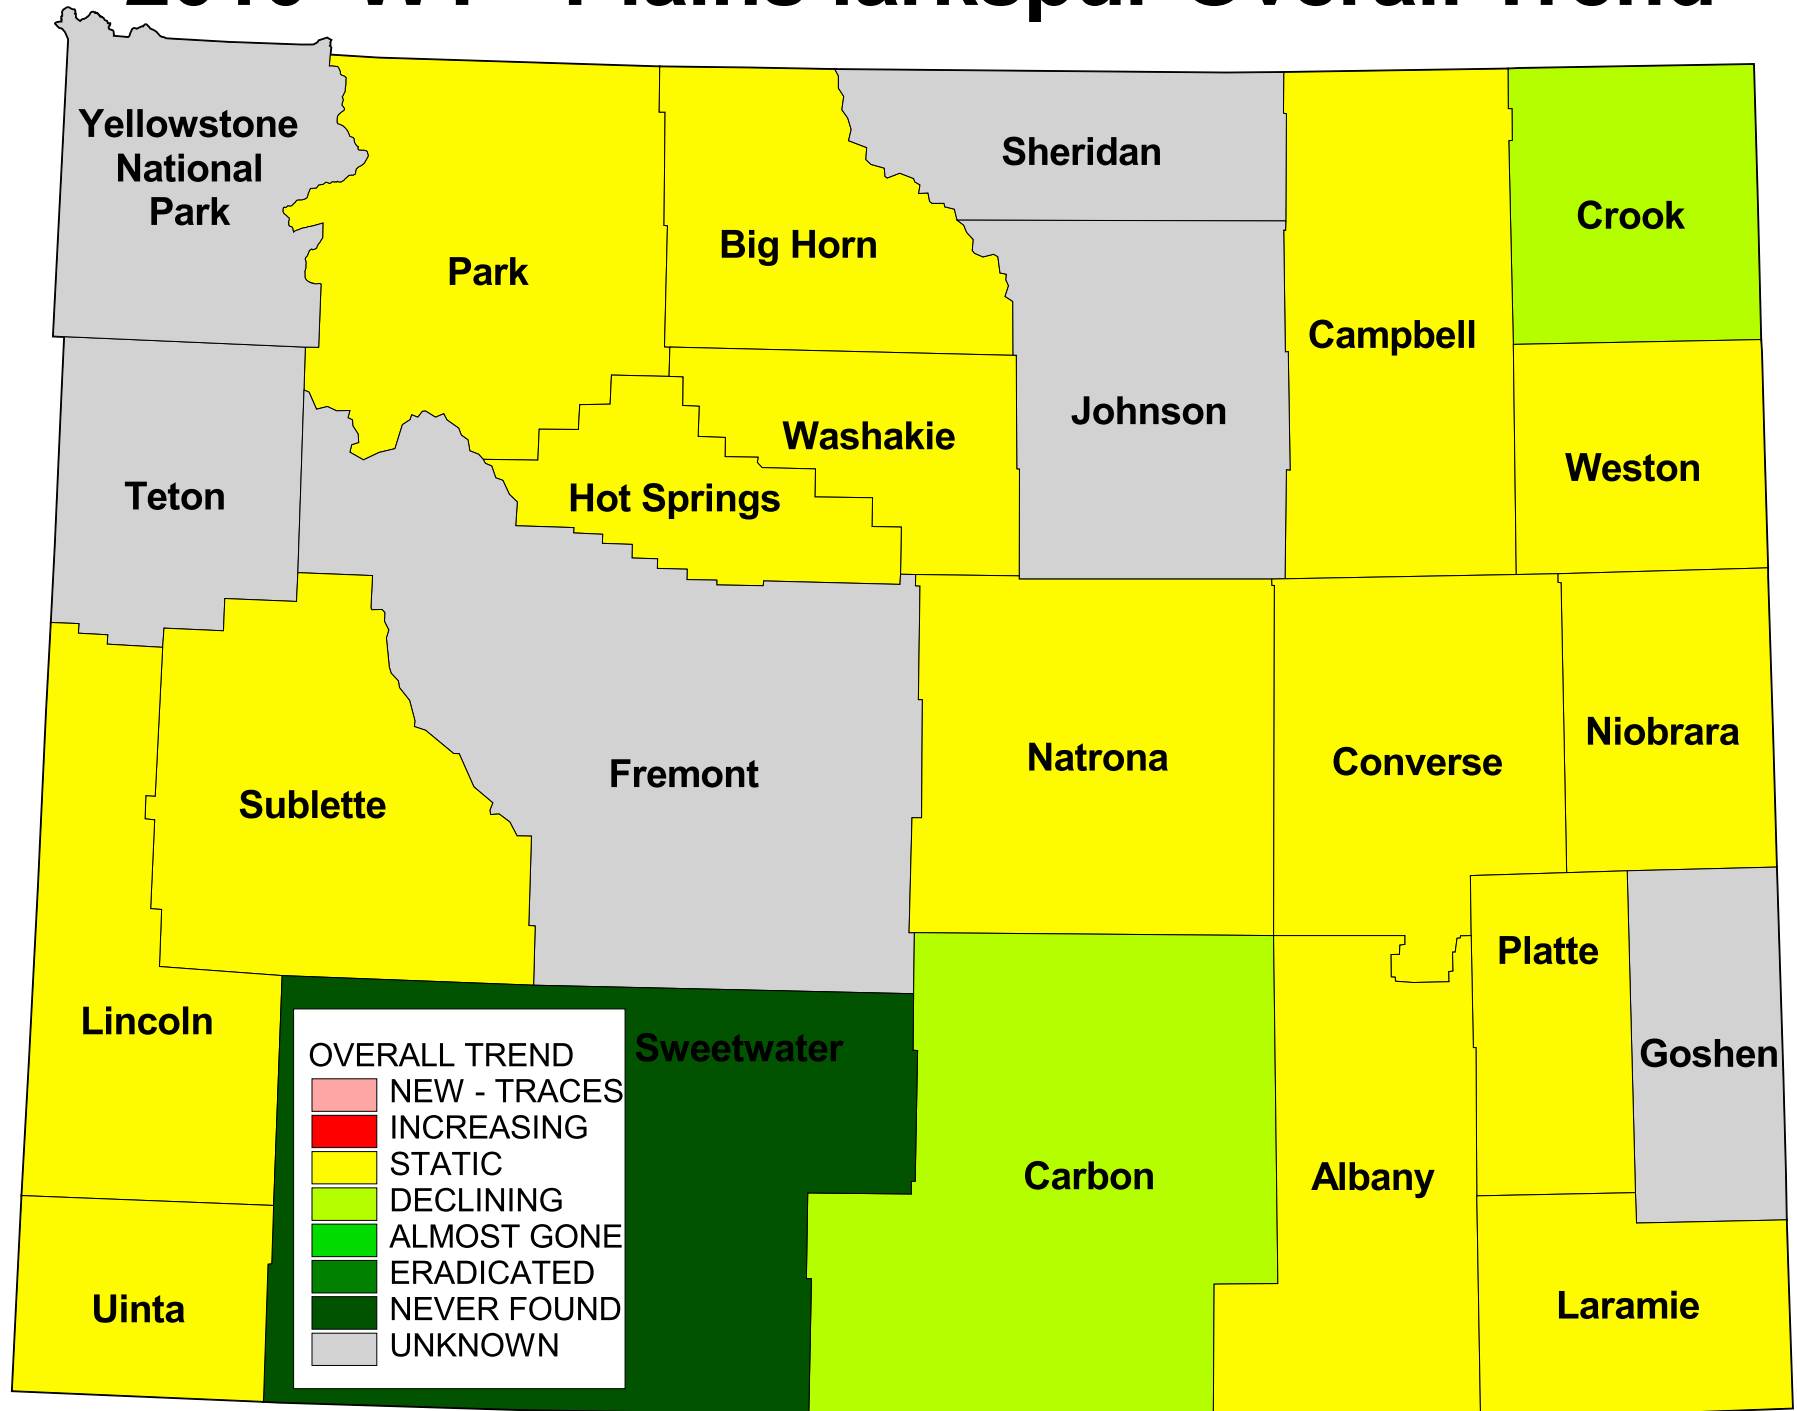 Yellowstone
National
Park
Park
Big Horn
Sheridan
Crook
Campbell
Johnson
Washakie
Weston
Teton
Hot Springs
Fremont
Natrona
Converse
Niobrara
Sublette
Platte
Lincoln
Sweetwater
Goshen
Carbon
Albany
Uinta
Laramie
OVERALL TREND
NEW - TRACES
INCREASING
STATIC
DECLINING
ALMOST GONE
ERADICATED
NEVER FOUND
UNKNOWN